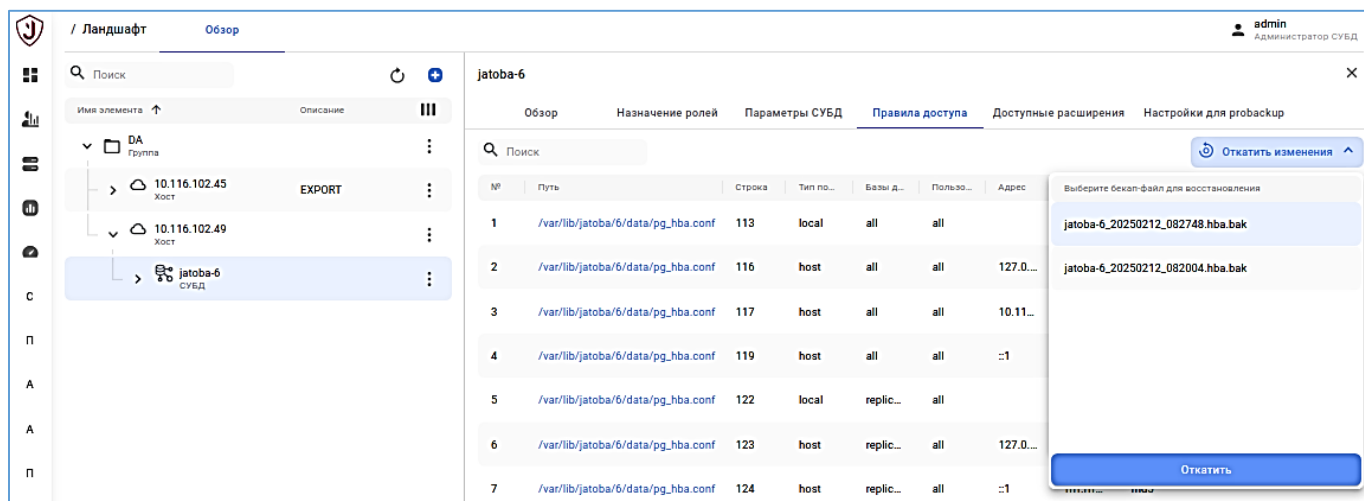 / Ландшафт Обзор admin
Администратор СУБД
Поиск
Имя элемента Описание
DA
Группа
10.116.102.45 EXPORT
Хост
10.116.102.49
Хост
jatoba-6
СУБД
С
П
А
А
П
jatoba-6
Обзор Назначение ролей Параметры СУБД Правила доступа Доступные расширения Настройки для probackup
Поиск Откатить изменения
№ Путь Строка Тип по... Базы д... Пользо... Адрес
1 /var/lib/jatoba/6/data/pg_hba.conf 113 local all all
2 /var/lib/jatoba/6/data/pg_hba.conf 116 host all all 127.0....
3 /var/lib/jatoba/6/data/pg_hba.conf 117 host all all 10.11...
4 /var/lib/jatoba/6/data/pg_hba.conf 119 host all all ::1
5 /var/lib/jatoba/6/data/pg_hba.conf 122 local replic... all
6 /var/lib/jatoba/6/data/pg_hba.conf 123 host replic... all 127.0....
7 /var/lib/jatoba/6/data/pg_hba.conf 124 host replic... all ::1
Выберите бекап-файл для восстановления
jatoba-6_20250212_082748.hba.bak
jatoba-6_20250212_082004.hba.bak
Откатить